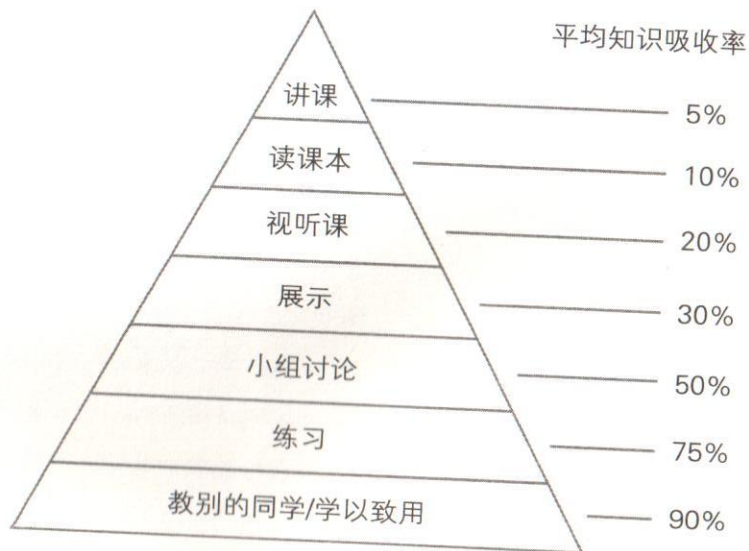 平均知识吸收率
讲课 5%
读课本 10%
视听课 20%
展示 30%
小组讨论 50%
练习 75%
教别的同学/学以致用 90%